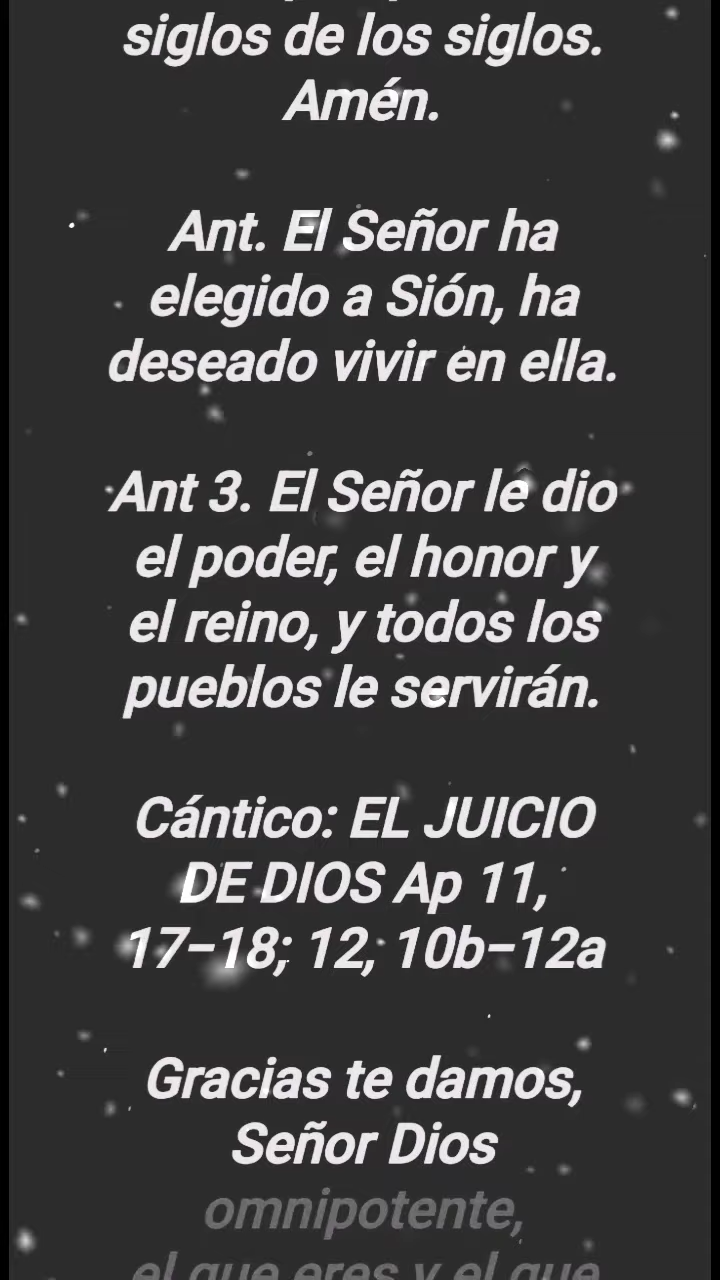 siglos de los siglos.
Amén.
Ant. El Señor ha
elegido a Sión, ha
deseado vivir en ella.
Ant 3. El Señor le dio
el poder, el honor y
el reino, y todos los
pueblos le servirán.
Cántico: EL JUICIO
DE DIOS Ap 11,
17–18; 12, 10b–12a
Gracias te damos,
Señor Dios
omnipotente,
el que eres y el que